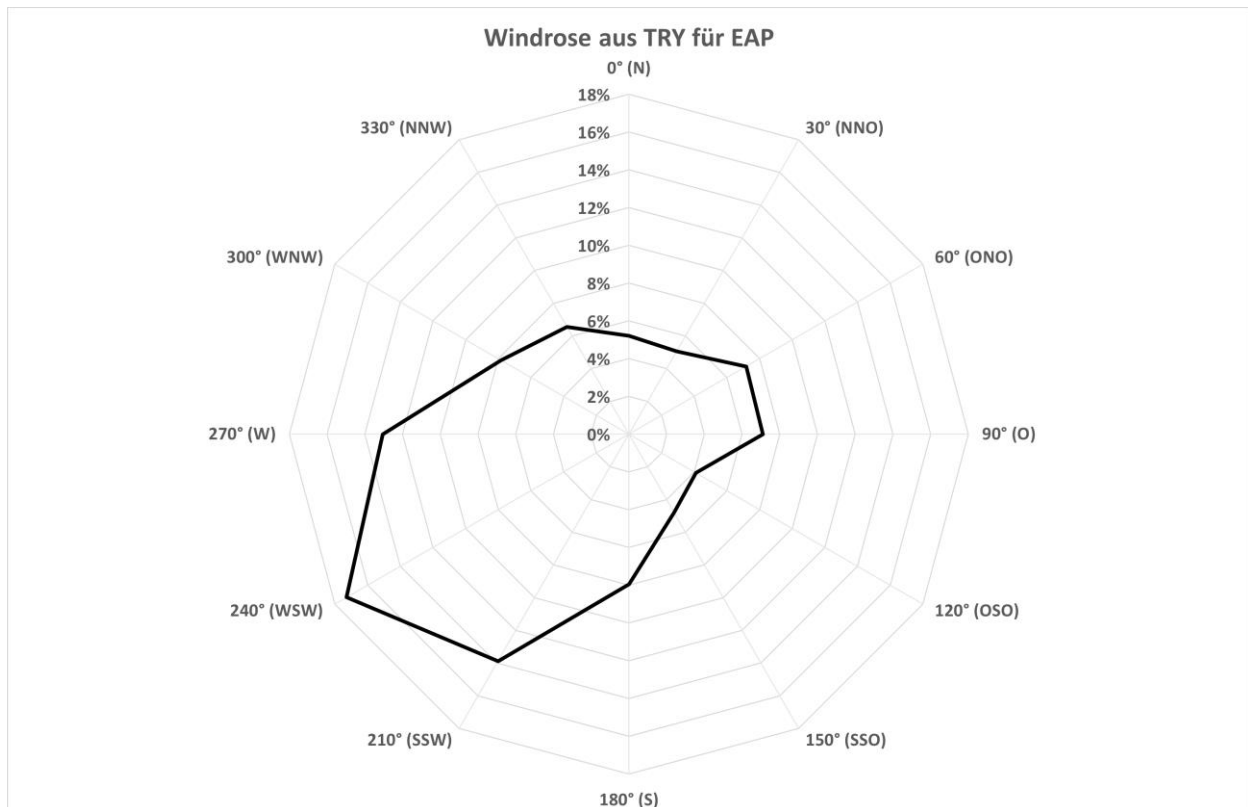 Windrose aus TRY für EAP
0° (N)
18%
330° (NNW)
30° (NNO)
16%
14%
12%
300° (WNW)
60° (ONO)
10%
8%
6%
4%
2%
270° (W)
0%
90° (O)
240° (WSW)
120° (OSO)
210° (SSW)
150° (SSO)
180° (S)